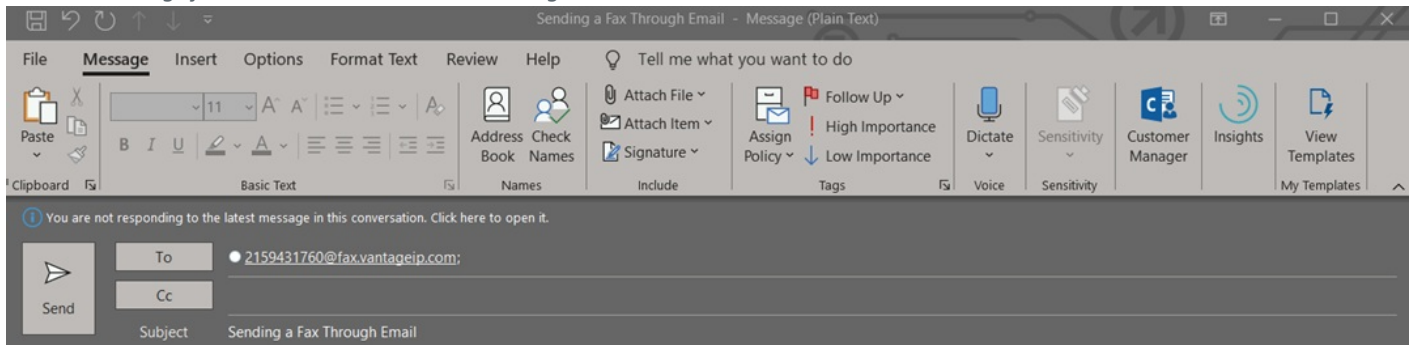 Sending a Fax Through Email - Message (Plain Text)
File Message Insert Options Format Text Review Help Tell me what you want to do
Paste
11
A A
B I U A
Address Book
Check Names
Attach File
Attach Item
Signature
Assign Policy
Follow Up
High Importance
Low Importance
Dictate
Sensitivity
Customer Manager
Insights
View Templates
Clipboard Basic Text Names Include Tags Voice Sensitivity My Templates
You are not responding to the latest message in this conversation. Click here to open it.
Send
To 2159431760@fax.vantageip.com;
Cc
Subject Sending a Fax Through Email